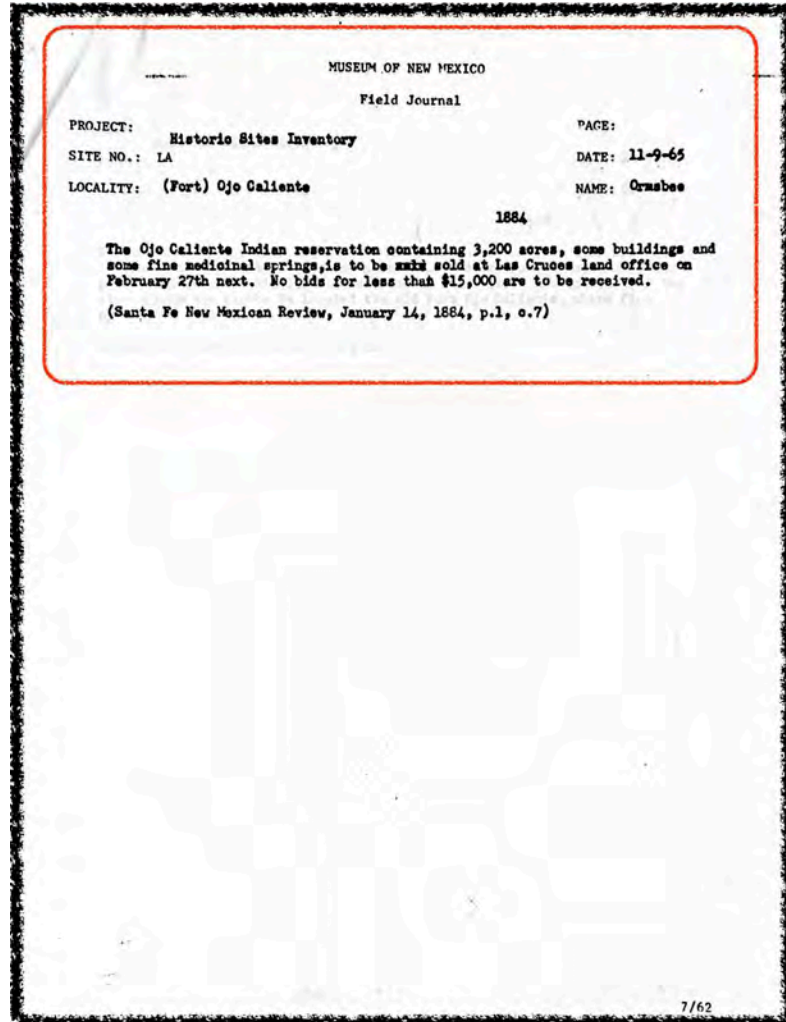 MUSEUM OF NEW MEXICO
Field Journal
PROJECT: Historic Sites Inventory PAGE:
SITE NO.: LA DATE: 11-9-65
LOCALITY: (Fort) Ojo Caliente NAME: Ormsbee
1884
The Ojo Caliente Indian reservation containing 3,200 acres, some buildings and
some fine medicinal springs,is to be sold at Las Cruces land office on
February 27th next. No bids for less than $15,000 are to be received.
(Santa Fe New Mexican Review, January 14, 1884, p.1, c.7)
7/62